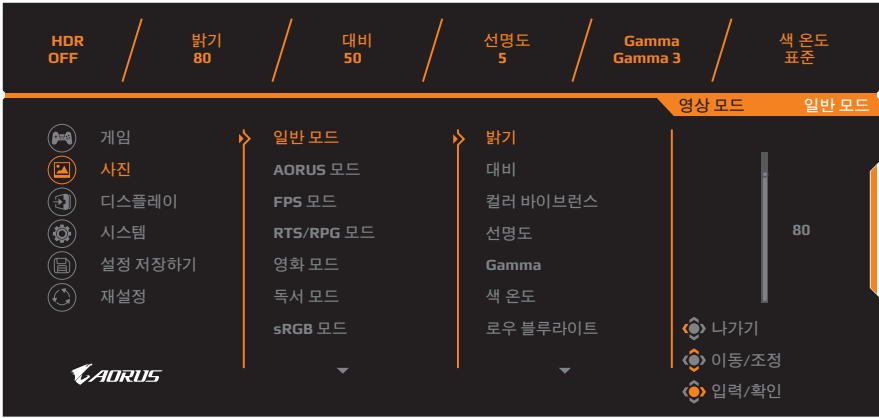 HDR
OFF
밝기
80
대비
50
선명도
5
Gamma
Gamma 3
색 온도
표준
영상 모드
일반 모드
게임
사진
디스플레이
시스템
설정 저장하기
재설정
일반 모드
AORUS 모드
FPS 모드
RTS/RPG 모드
영화 모드
독서 모드
sRGB 모드
밝기
대비
컬러 바이브런스
선명도
Gamma
색 온도
로우 블루라이트
80
나가기
이동/조정
입력/확인
AORUS